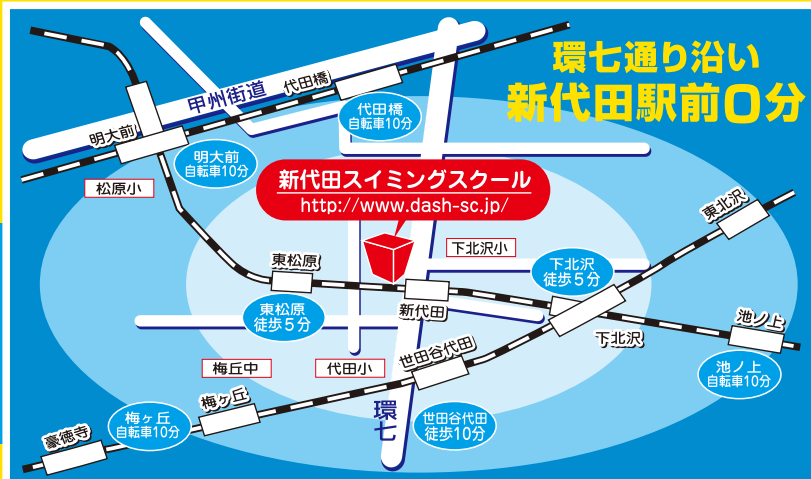 環七通り沿い
新代田駅前0分
甲州街道
代田橋
代田橋
自転車10分
明大前
明大前
自転車10分
松原小
新代田スイミングスクール
http://www.dash-sc.jp/
東北沢
下北沢小
東松原
下北沢
徒歩5分
東松原
徒歩5分
新代田
池ノ上
下北沢
世田谷代田
梅丘中
代田小
池ノ上
自転車10分
梅ヶ丘
環七
梅ヶ丘
自転車10分
世田谷代田
徒歩10分
豪徳寺